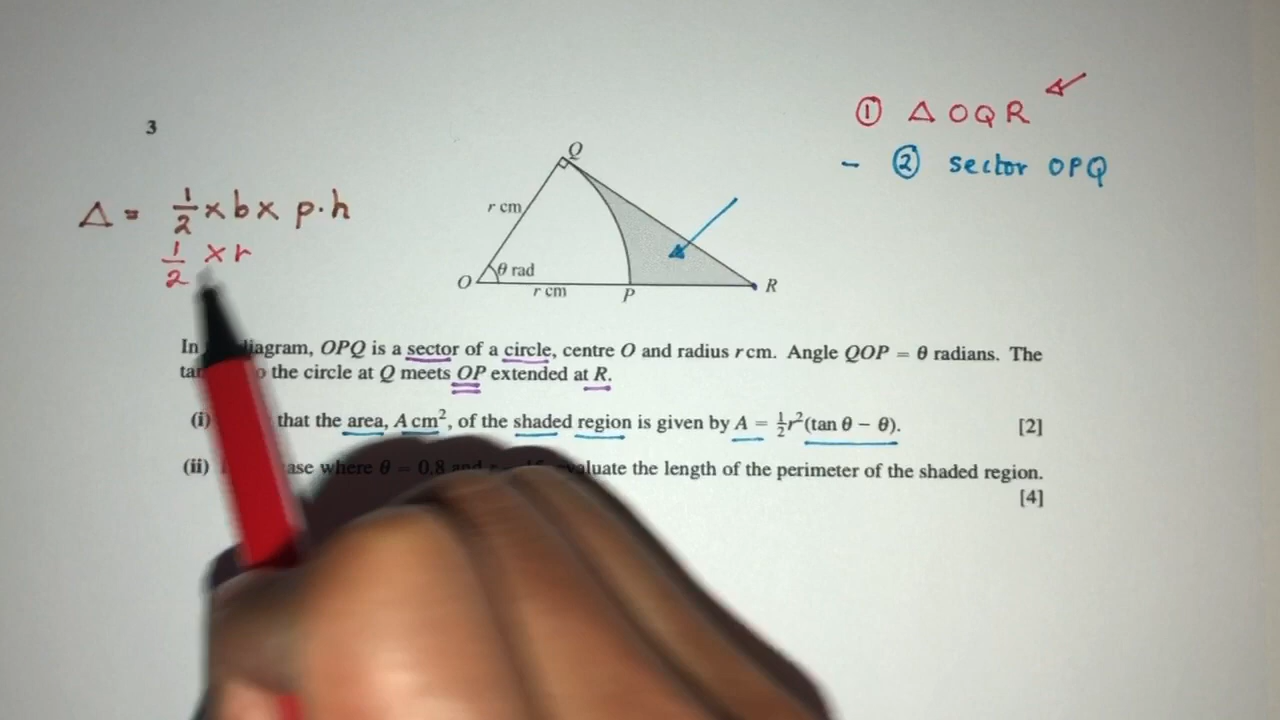 ① Δ OQR
3
- ② sector OPQ
Δ = 1/2 × b × p.h
1/2 × r
Q
r cm
θ rad
O
r cm
P
R
In diagram, OPQ is a sector of a circle, centre O and radius r cm. Angle QOP = θ radians. The
the circle at Q meets OP extended at R.
(i) that the area, A cm², of the shaded region is given by A = ½r²(tan θ − θ). [2]
(ii) where θ = 0.8 and the length of the perimeter of the shaded region.
[4]